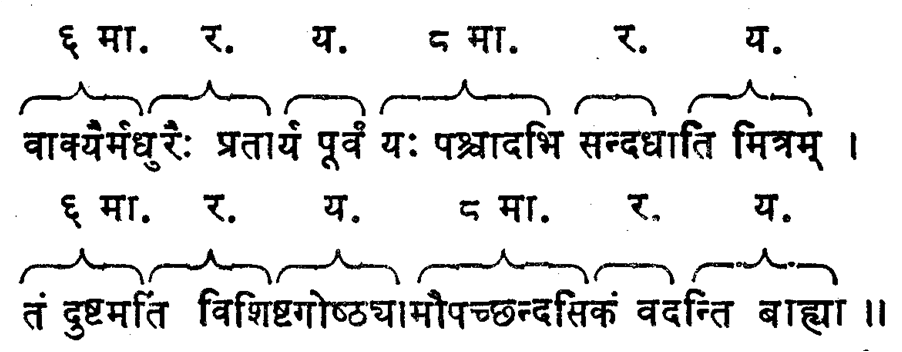 ६ मा. र. य. ८ मा. र. य.
वाक्यैर्मधुरैः प्रतार्य पूर्वं यः पश्चादभि सन्दधाति मित्रम् ।
६ मा. र. य. ८ मा. र. य.
तं दुष्टमतिं विशिष्टगोष्ठ्यामौपच्छन्दसिकं वदन्ति बाह्या ॥